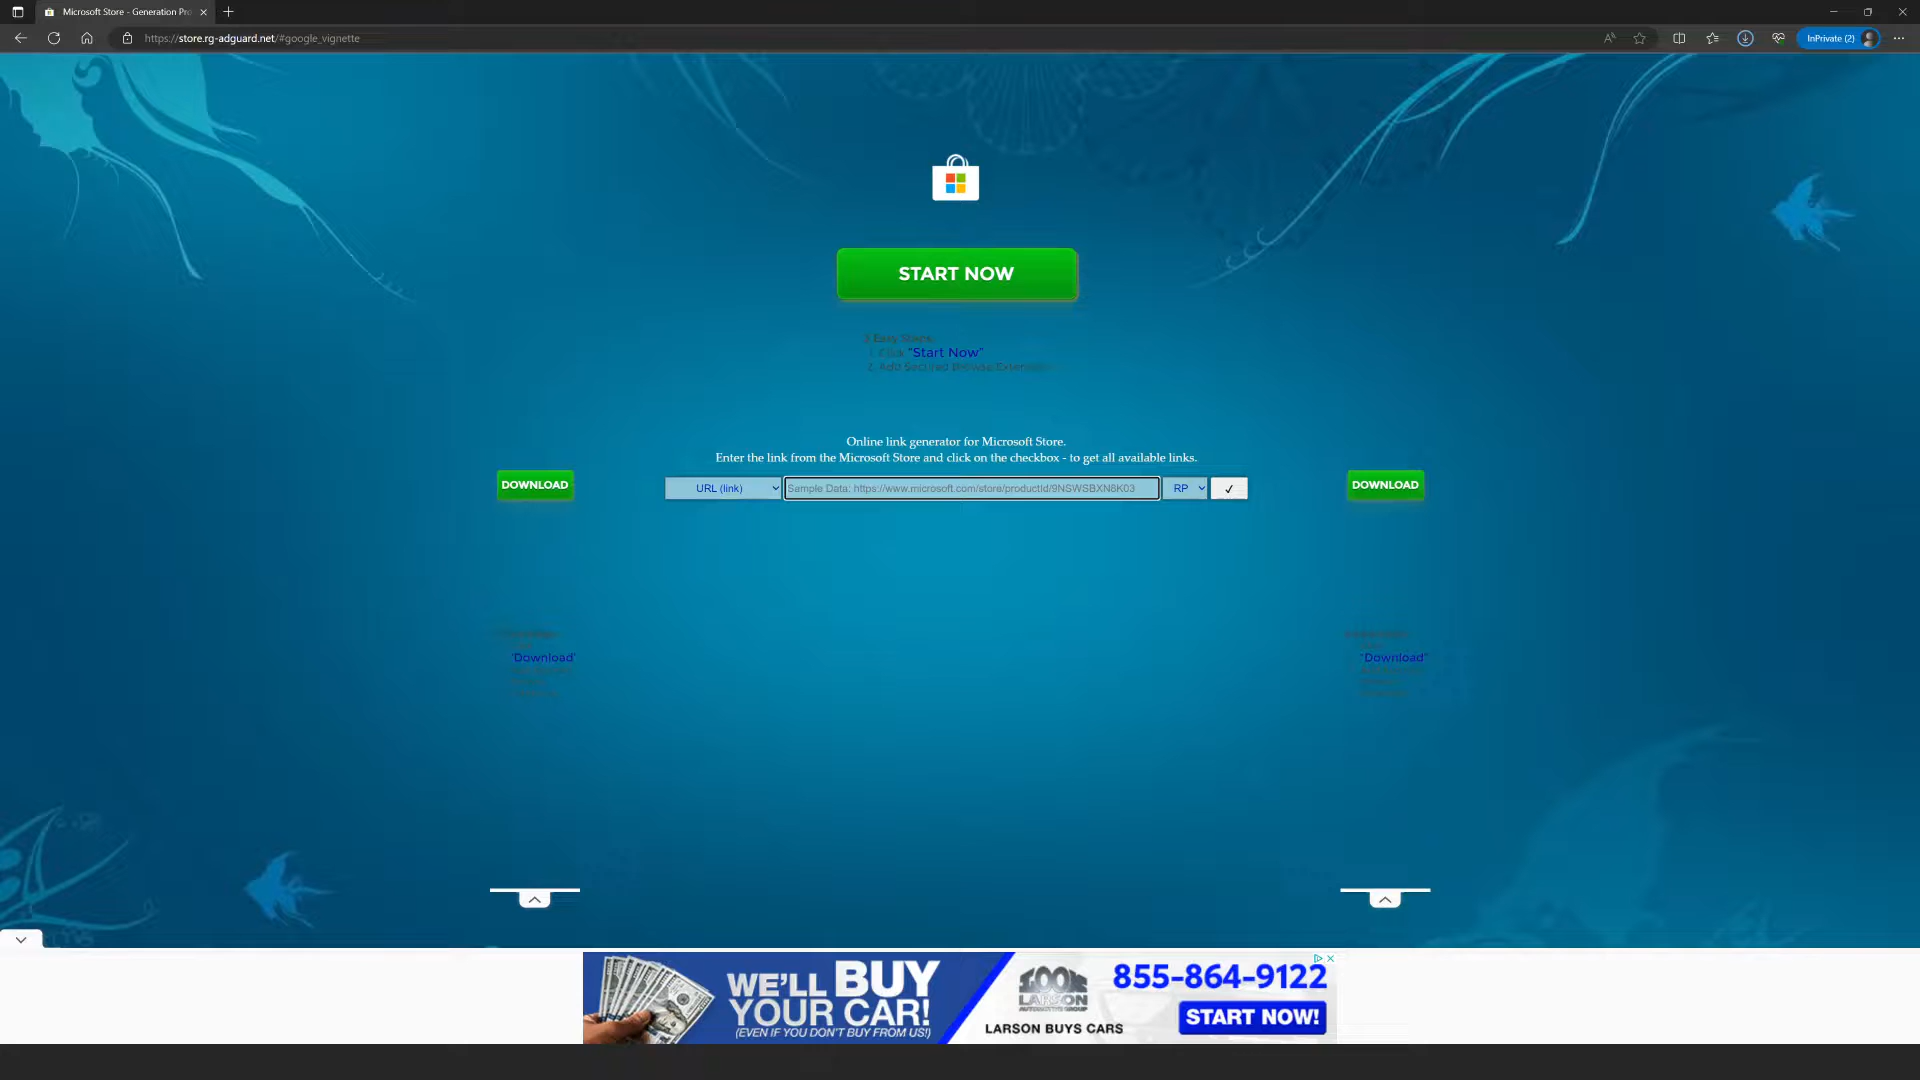 Microsoft Store - Generation Pro
https://store.rg-adguard.net/#google_vignette
InPrivate (2)
START NOW
3 Easy Steps:
1. Click "Start Now"
2. Add Secured Browse Extension
Online link generator for Microsoft Store.
Enter the link from the Microsoft Store and click on the checkbox - to get all available links.
DOWNLOAD
URL (link)
Sample Data: https://www.microsoft.com/store/productId/9NSWSBXN8K03
RP
✓
DOWNLOAD
"Download"
"Download"
WE'LL BUY
YOUR CAR!
(EVEN IF YOU DON'T BUY FROM US!)
LARSON
AUTOMOTIVE GROUP
LARSON BUYS CARS
855-864-9122
START NOW!